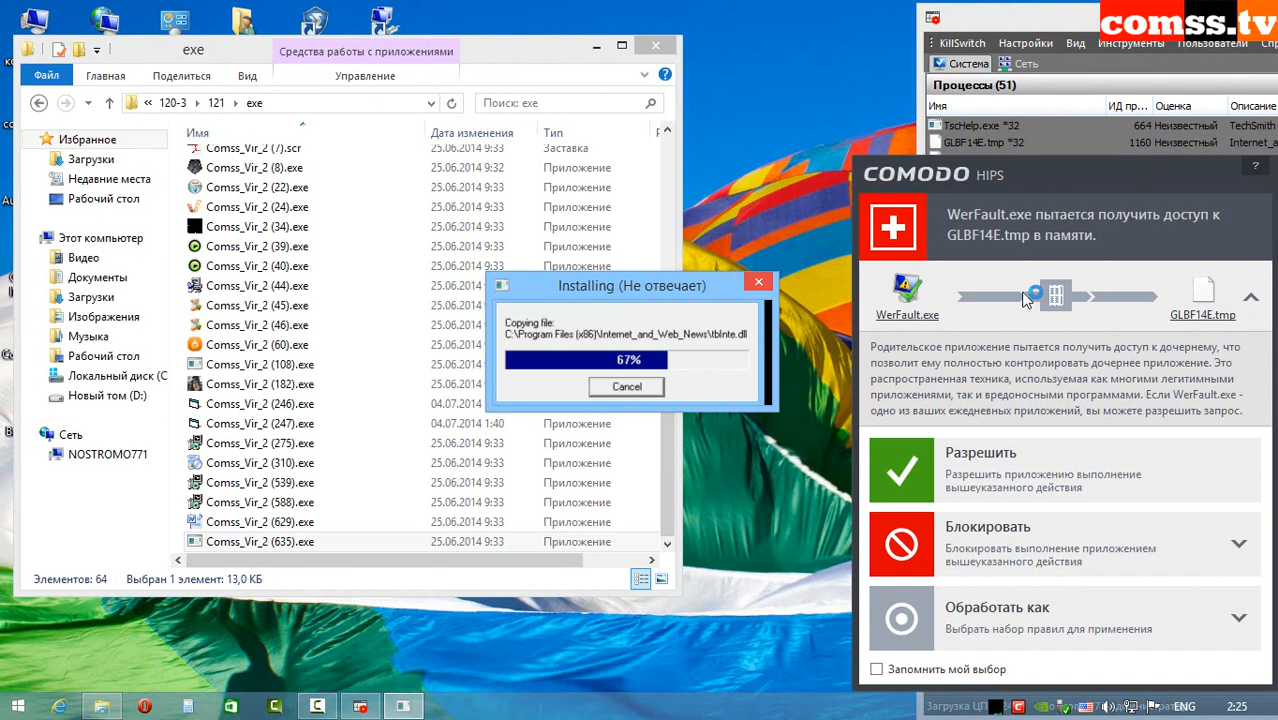 comss.tv
exe
Средства работы с приложениями
Файл
Главная
Поделиться
Вид
Управление
« 120-3 › 121 › exe
Поиск: exe
Избранное
Загрузки
Недавние места
Рабочий стол
Этот компьютер
Видео
Документы
Загрузки
Изображения
Музыка
Рабочий стол
Локальный диск (C
Новый том (D:)
Сеть
NOSTROMO771
Имя
Дата изменения
Тип
Comss_Vir_2 (7).scr 25.06.2014 9:33 Заставка
Comss_Vir_2 (8).exe 25.06.2014 9:32 Приложение
Comss_Vir_2 (22).exe 25.06.2014 9:33 Приложение
Comss_Vir_2 (24).exe 25.06.2014 9:33 Приложение
Comss_Vir_2 (34).exe 25.06.2014 9:33 Приложение
Comss_Vir_2 (39).exe 25.06.2014 9:33 Приложение
Comss_Vir_2 (40).exe 25.06.2014 9:33 Приложение
Comss_Vir_2 (44).exe
Comss_Vir_2 (45).exe
Comss_Vir_2 (60).exe
Comss_Vir_2 (108).exe
Comss_Vir_2 (182).exe
Comss_Vir_2 (246).exe 04.07.2014
Comss_Vir_2 (247).exe 04.07.2014 1:40 Приложение
Comss_Vir_2 (275).exe 25.06.2014 9:33 Приложение
Comss_Vir_2 (310).exe 25.06.2014 9:33 Приложение
Comss_Vir_2 (539).exe 25.06.2014 9:33 Приложение
Comss_Vir_2 (588).exe 25.06.2014 9:33 Приложение
Comss_Vir_2 (629).exe 25.06.2014 9:33 Приложение
Comss_Vir_2 (635).exe 25.06.2014 9:33 Приложение
Элементов: 64
Выбран 1 элемент: 13,0 КБ
Installing (Не отвечает)
Copying file:
C:\Program Files (x86)\Internet_and_Web_News\tbInte.dll
67%
Cancel
KillSwitch
Настройки
Вид
Инструменты
Пользователи
Спр
Система
Сеть
Процессы (51)
Имя
ИД пр...
Оценка
Описание
TscHelp.exe *32 664 Неизвестный TechSmith
GLBF14E.tmp *32 1160 Неизвестный Internet_a
COMODO HIPS
?
WerFault.exe пытается получить доступ к
GLBF14E.tmp в памяти.
WerFault.exe
GLBF14E.tmp
Родительское приложение пытается получить доступ к дочернему, что
позволит ему полностью контролировать дочернее приложение. Это
распространенная техника, используемая как многими легитимными
приложениями, так и вредоносными программами. Если WerFault.exe -
одно из ваших ежедневных приложений, вы можете разрешить запрос.
Разрешить
Разрешить приложению выполнение
вышеуказанного действия
Блокировать
Блокировать выполнение приложением
вышеуказанного действия
Обработать как
Выбрать набор правил для применения
Запомнить мой выбор
Загрузка ЦП
ENG
2:25